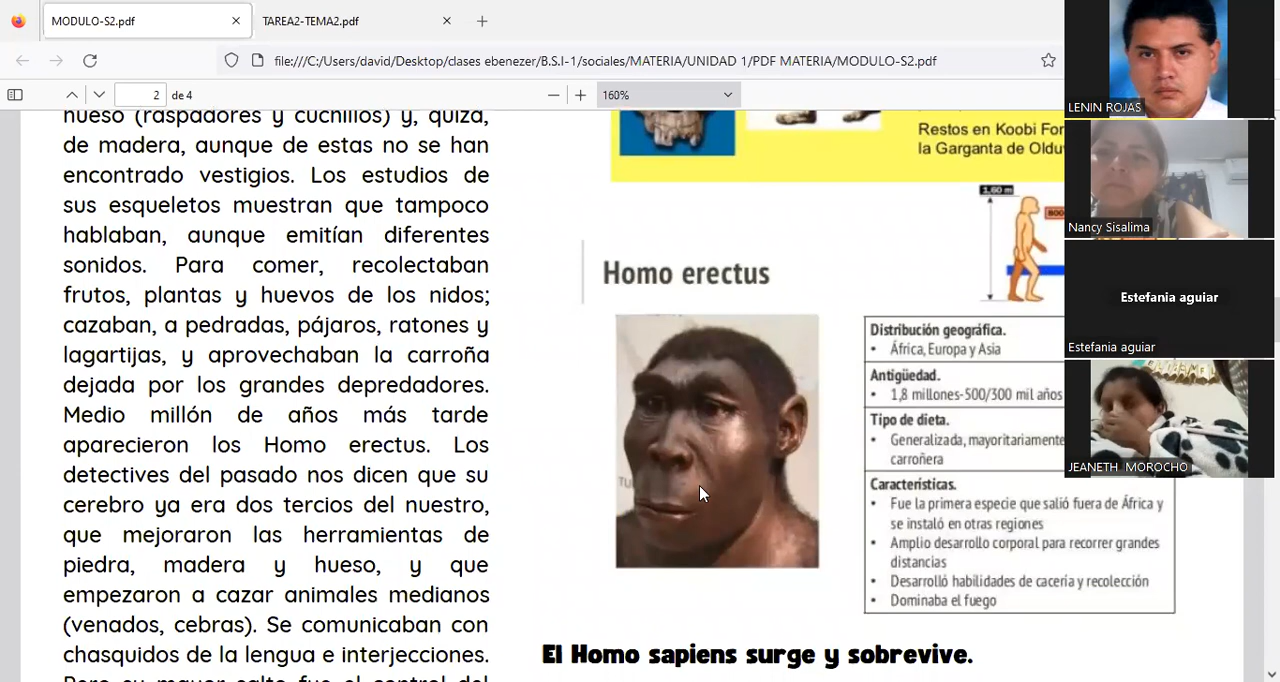 MODULO-S2.pdf
TAREA2-TEMA2.pdf
file:///C:/Users/david/Desktop/clases ebenezer/B.S.I-1/sociales/MATERIA/UNIDAD 1/PDF MATERIA/MODULO-S2.pdf
2 de 4
160%
hueso (raspadores y cuchillos) y, quiza,
de madera, aunque de estas no se han
encontrado vestigios. Los estudios de
sus esqueletos muestran que tampoco
hablaban, aunque emitían diferentes
sonidos. Para comer, recolectaban
frutos, plantas y huevos de los nidos;
cazaban, a pedradas, pájaros, ratones y
lagartijas, y aprovechaban la carroña
dejada por los grandes depredadores.
Medio millón de años más tarde
aparecieron los Homo erectus. Los
detectives del pasado nos dicen que su
cerebro ya era dos tercios del nuestro,
que mejoraron las herramientas de
piedra, madera y hueso, y que
empezaron a cazar animales medianos
(venados, cebras). Se comunicaban con
chasquidos de la lengua e interjecciones.
Restos en Koobi For
la Garganta de Olduv
1,60 m
Homo erectus
Distribución geográfica.
• África, Europa y Asia
Antigüedad.
• 1,8 millones-500/300 mil años
Tipo de dieta.
• Generalizada, mayoritariamente
carroñera
Características.
• Fue la primera especie que salió fuera de África y
se instaló en otras regiones
• Amplio desarrollo corporal para recorrer grandes
distancias
• Desarrolló habilidades de cacería y recolección
• Dominaba el fuego
El Homo sapiens surge y sobrevive.
LENIN ROJAS
Nancy Sisalima
Estefania aguiar
Estefania aguiar
JEANETH MOROCHO